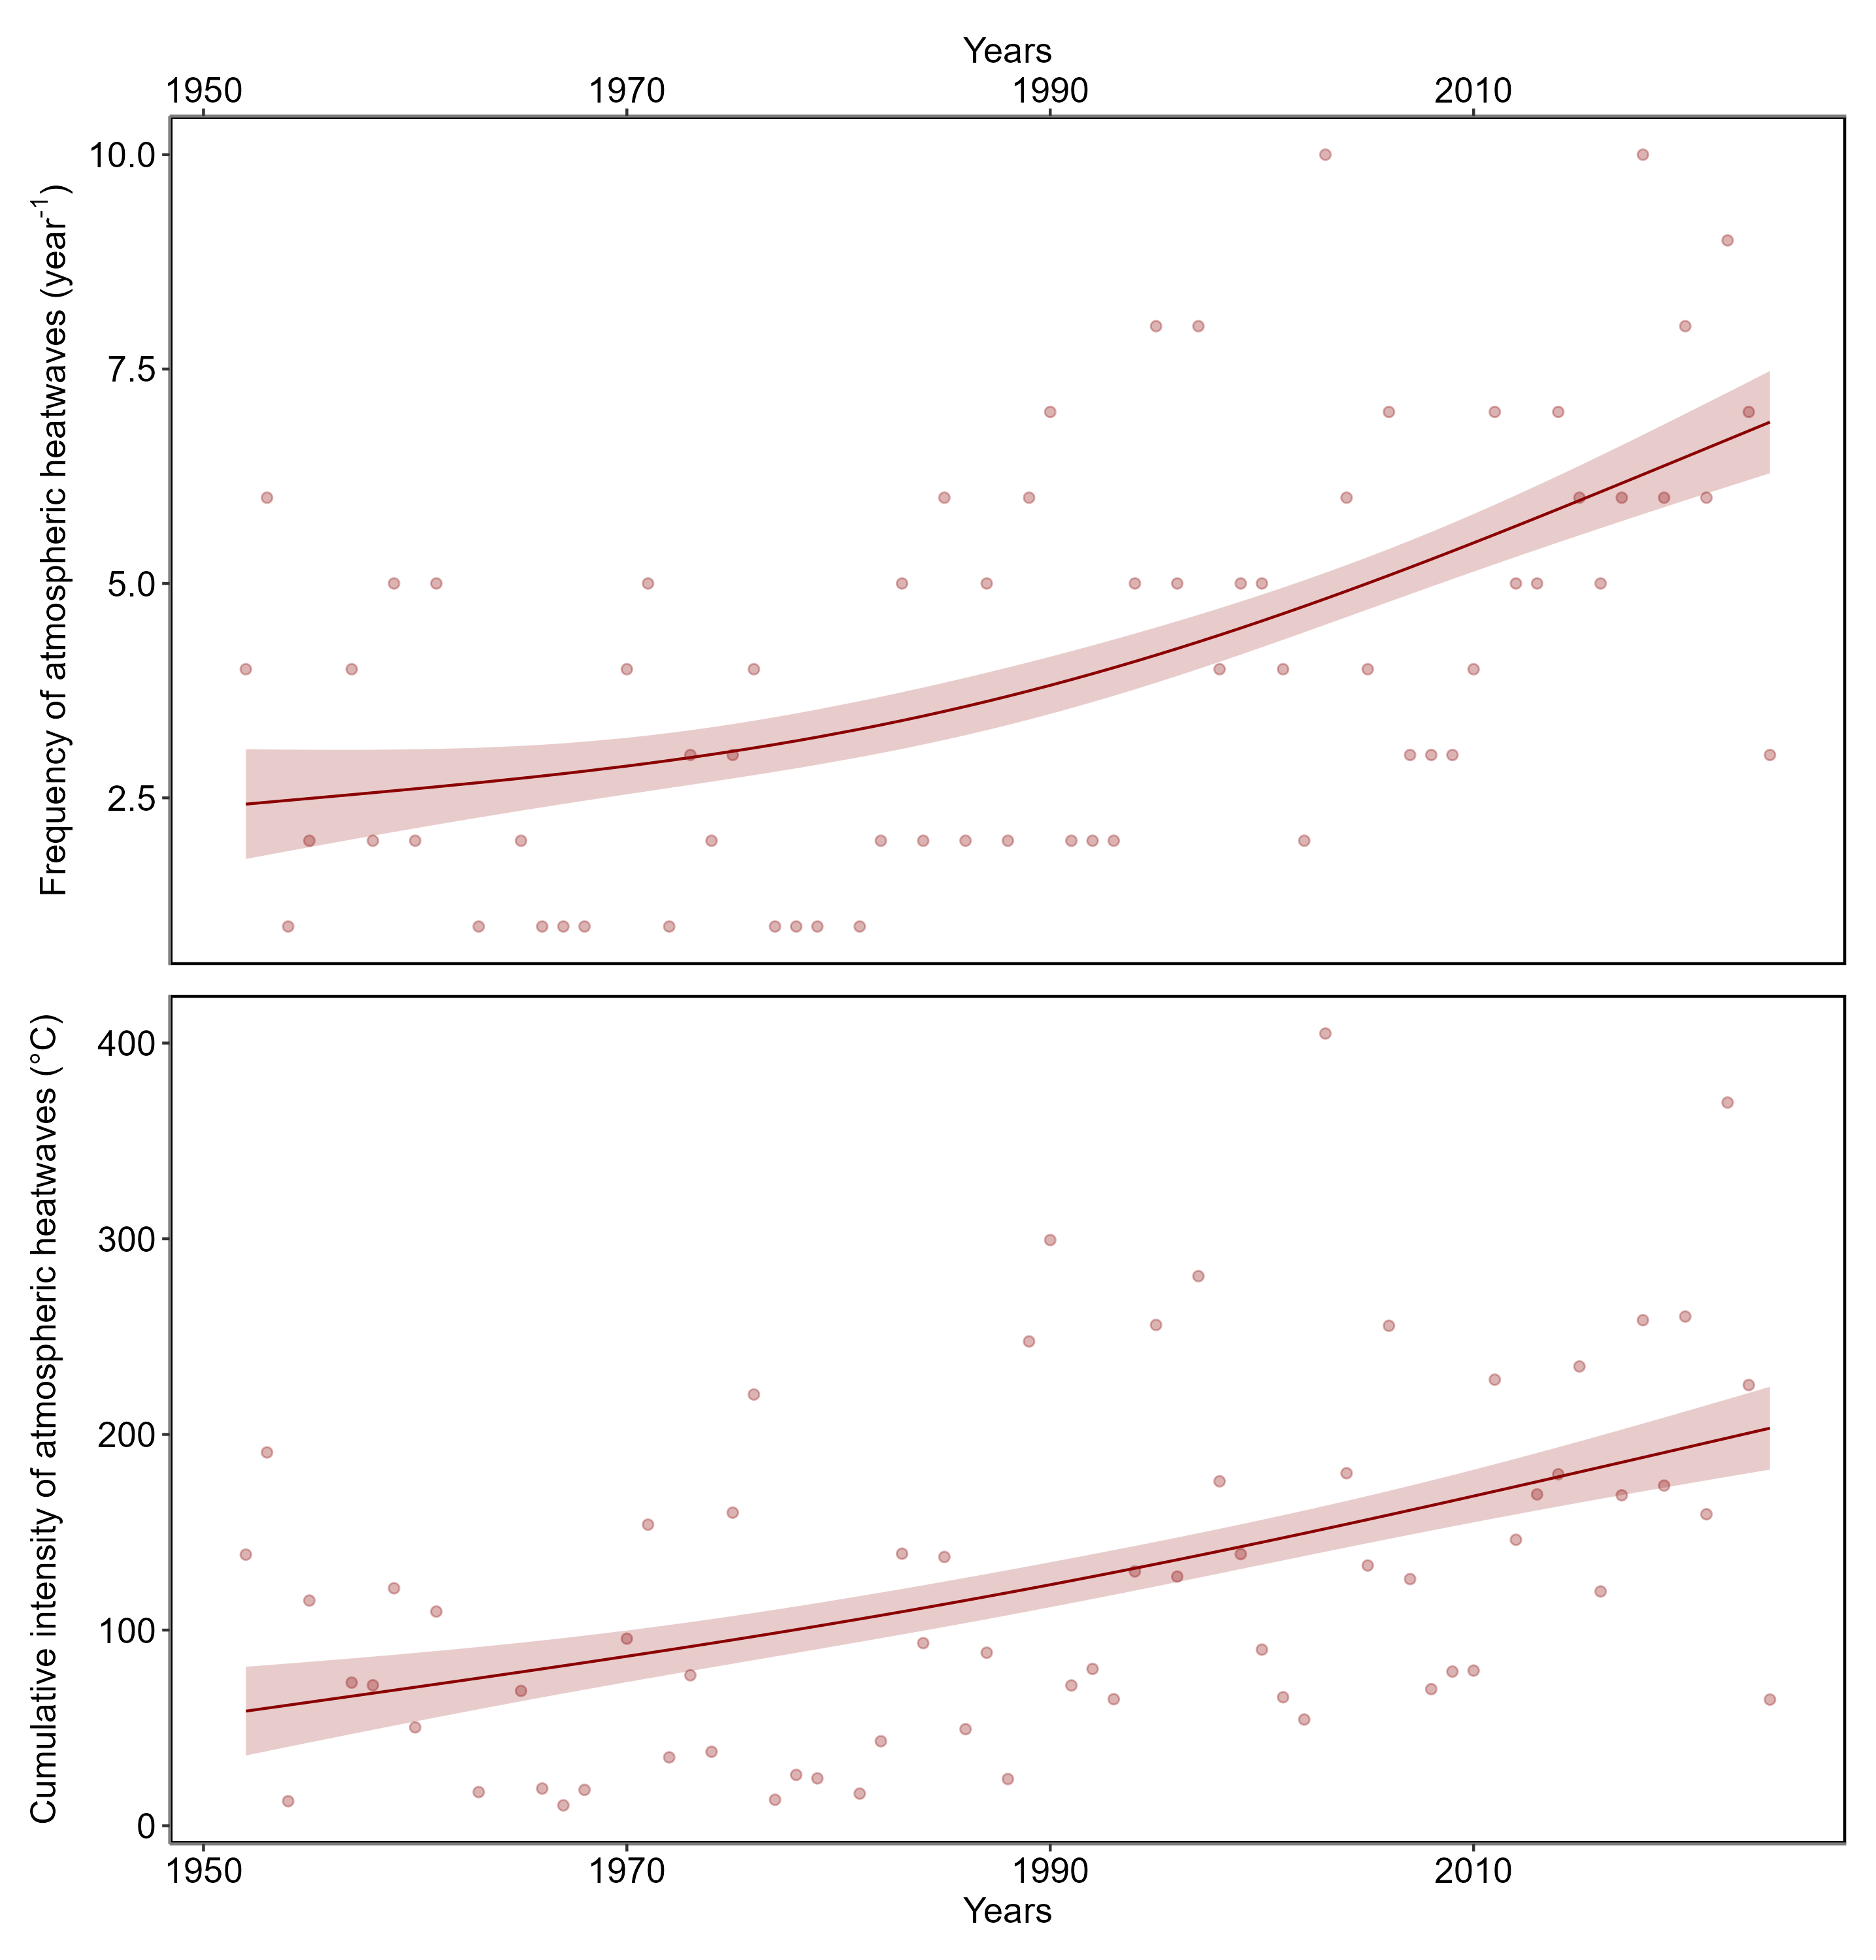 Years
1950 1970 1990 2010
Frequency of atmospheric heatwaves (year⁻¹)
10.0
7.5
5.0
2.5
Cumulative intensity of atmospheric heatwaves (°C)
400
300
200
100
0
1950 1970 1990 2010
Years